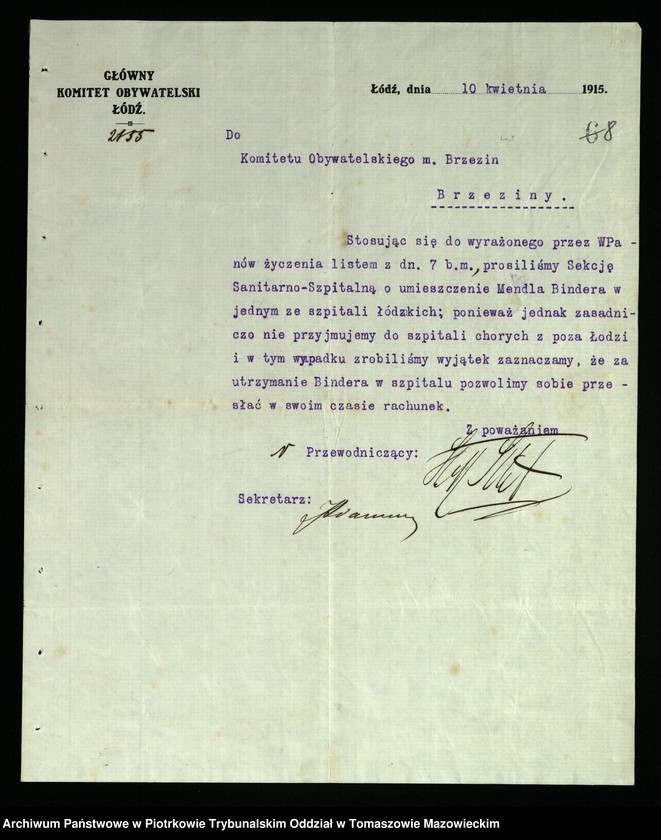 GŁÓWNY
KOMITET OBYWATELSKI
ŁÓDŹ.
2155
Łódź, dnia 10 kwietnia 1915.
68
Do
Komitetu Obywatelskiego m. Brzezin
Brzeziny.
Stosując się do wyrażonego przez WPa -
nów życzenia listem z dn. 7 b.m., prosiliśmy Sekcję
Sanitarno-Szpitalną o umieszczenie Mendla Bindera w
jednym ze szpitali łódzkich; ponieważ jednak zasadni-
czo nie przyjmujemy do szpitali chorych z poza Łodzi
i w tym wypadku zrobiliśmy wyjątek zaznaczamy, że za
utrzymanie Bindera w szpitalu pozwolimy sobie prze -
słać w swoim czasie rachunek.
Z poważaniem
Przewodniczący:
Sekretarz:
Archiwum Państwowe w Piotrkowie Trybunalskim Oddział w Tomaszowie Mazowieckim